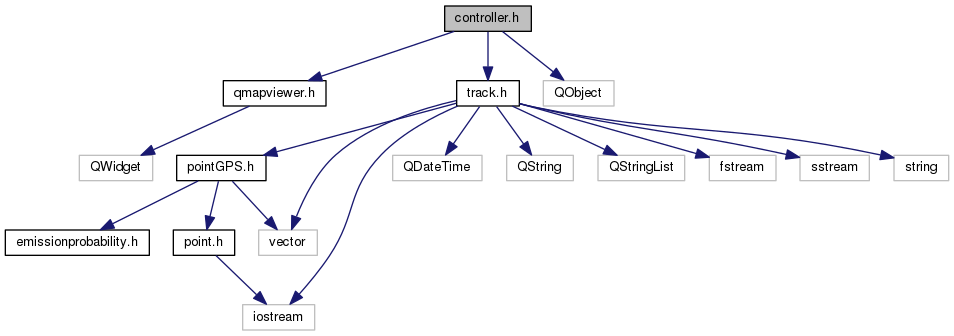 controller.h
qmapviewer.h
track.h
QObject
QWidget
pointGPS.h
QDateTime
QString
QStringList
fstream
sstream
string
emissionprobability.h
point.h
vector
iostream